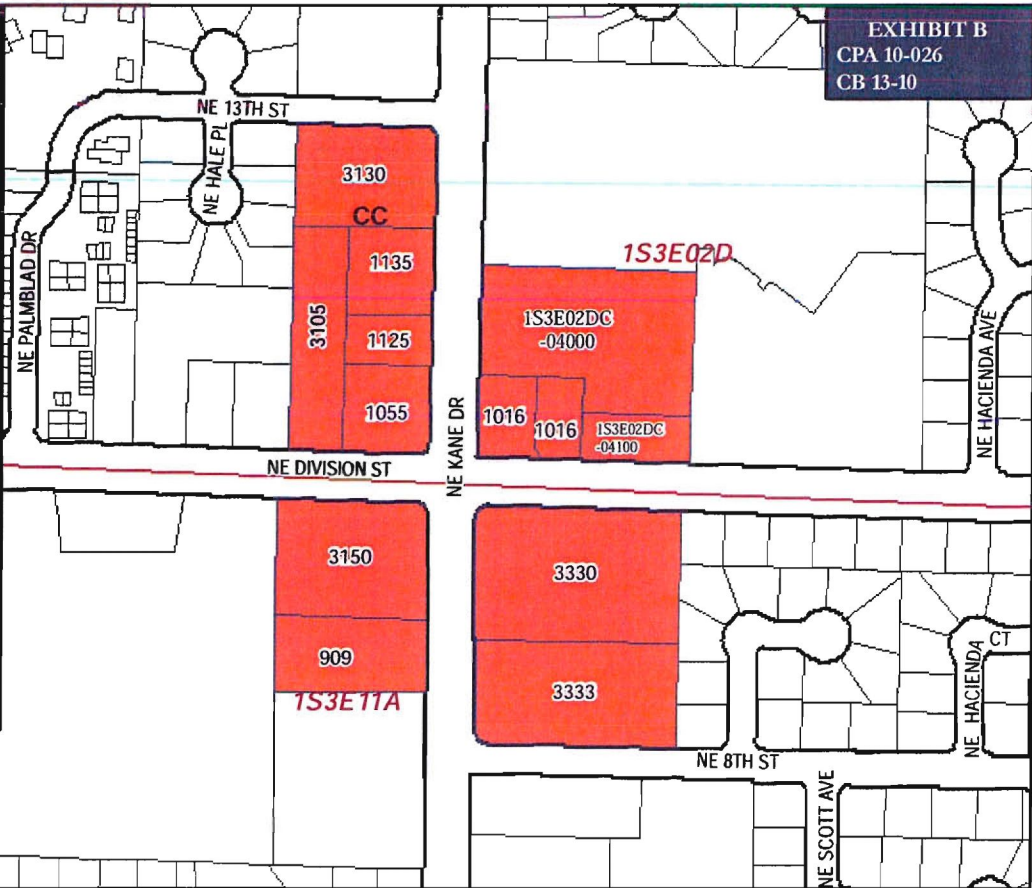 EXHIBIT B
CPA 10-026
CB 13-10
NE 13TH ST
NE HALE PL
NE PALMBLAD DR
3130
CC
1135
3105
1125
1055
1S3E02D
1S3E02DC
-04000
1016
1016
1S3E02DC
-04100
NE KANE DR
NE HACIENDA AVE
NE DIVISION ST
3150
909
1S3E11A
3330
3333
NE HACIENDA CT
NE 8TH ST
NE SCOTT AVE